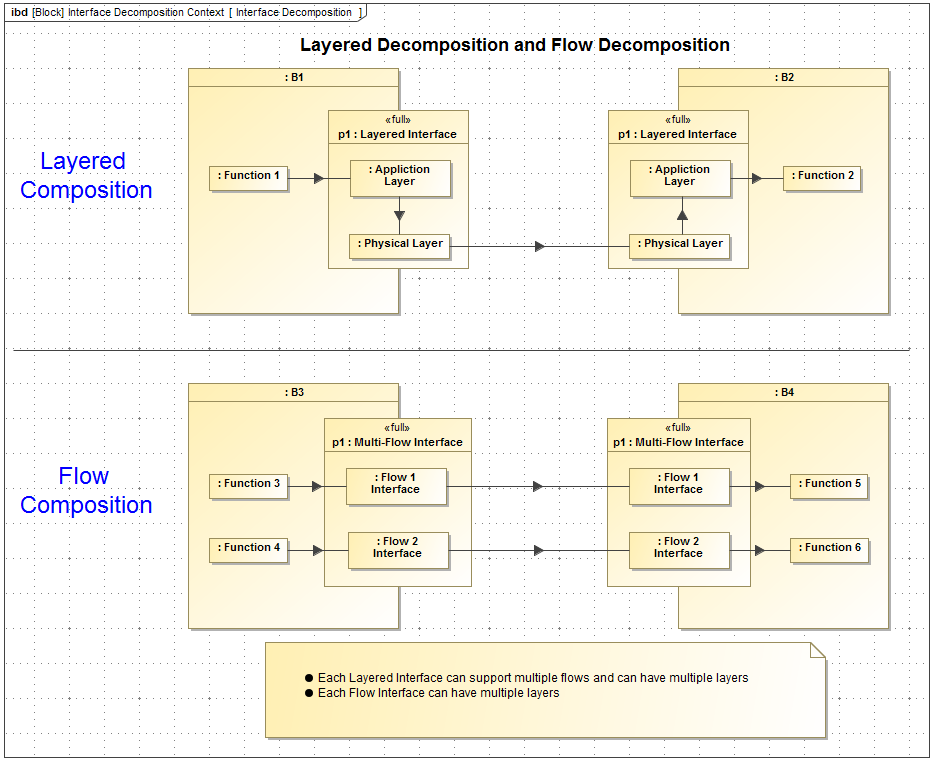 ibd [Block] Interface Decomposition Context [ Interface Decomposition ]
Layered Decomposition and Flow Decomposition
: B1
: B2
«full»
p1 : Layered Interface
«full»
p1 : Layered Interface
Layered
Composition
: Function 1
: Appliction
Layer
: Appliction
Layer
: Function 2
: Physical Layer
: Physical Layer
: B3
: B4
«full»
p1 : Multi-Flow Interface
«full»
p1 : Multi-Flow Interface
Flow
Composition
: Function 3
: Flow 1
Interface
: Flow 1
Interface
: Function 5
: Function 4
: Flow 2
Interface
: Flow 2
Interface
: Function 6
● Each Layered Interface can support multiple flows and can have multiple layers
● Each Flow Interface can have multiple layers